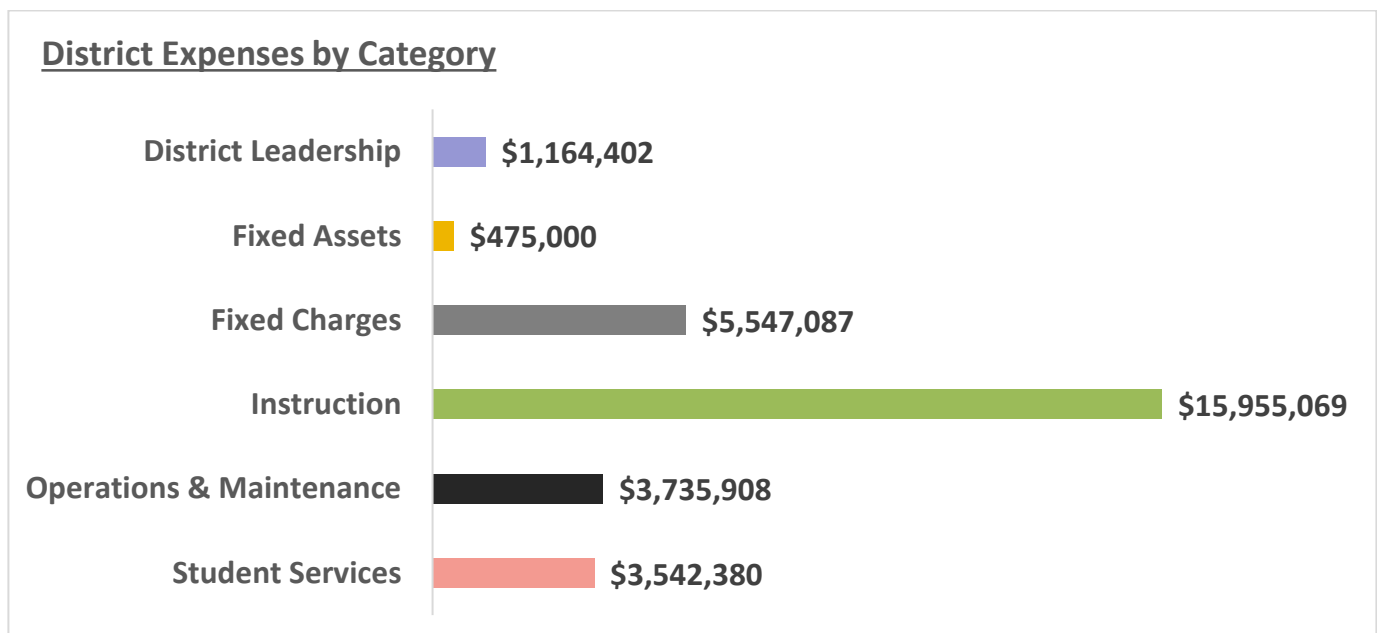 District Expenses by Category
District Leadership $1,164,402
Fixed Assets $475,000
Fixed Charges $5,547,087
Instruction $15,955,069
Operations & Maintenance $3,735,908
Student Services $3,542,380